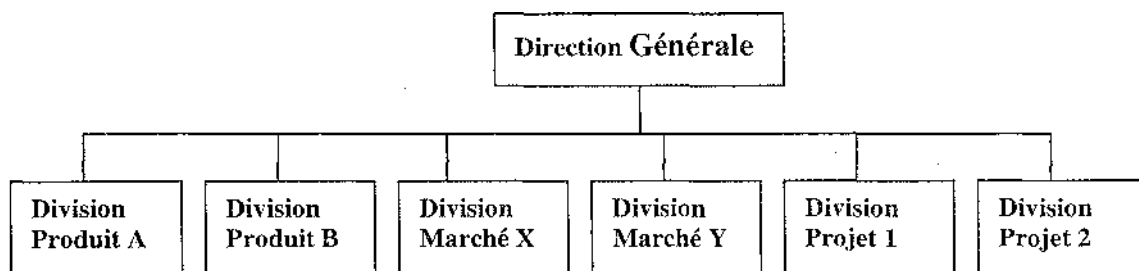 Direction Générale
Division
Produit A
Division
Produit B
Division
Marché X
Division
Marché Y
Division
Projet 1
Division
Projet 2